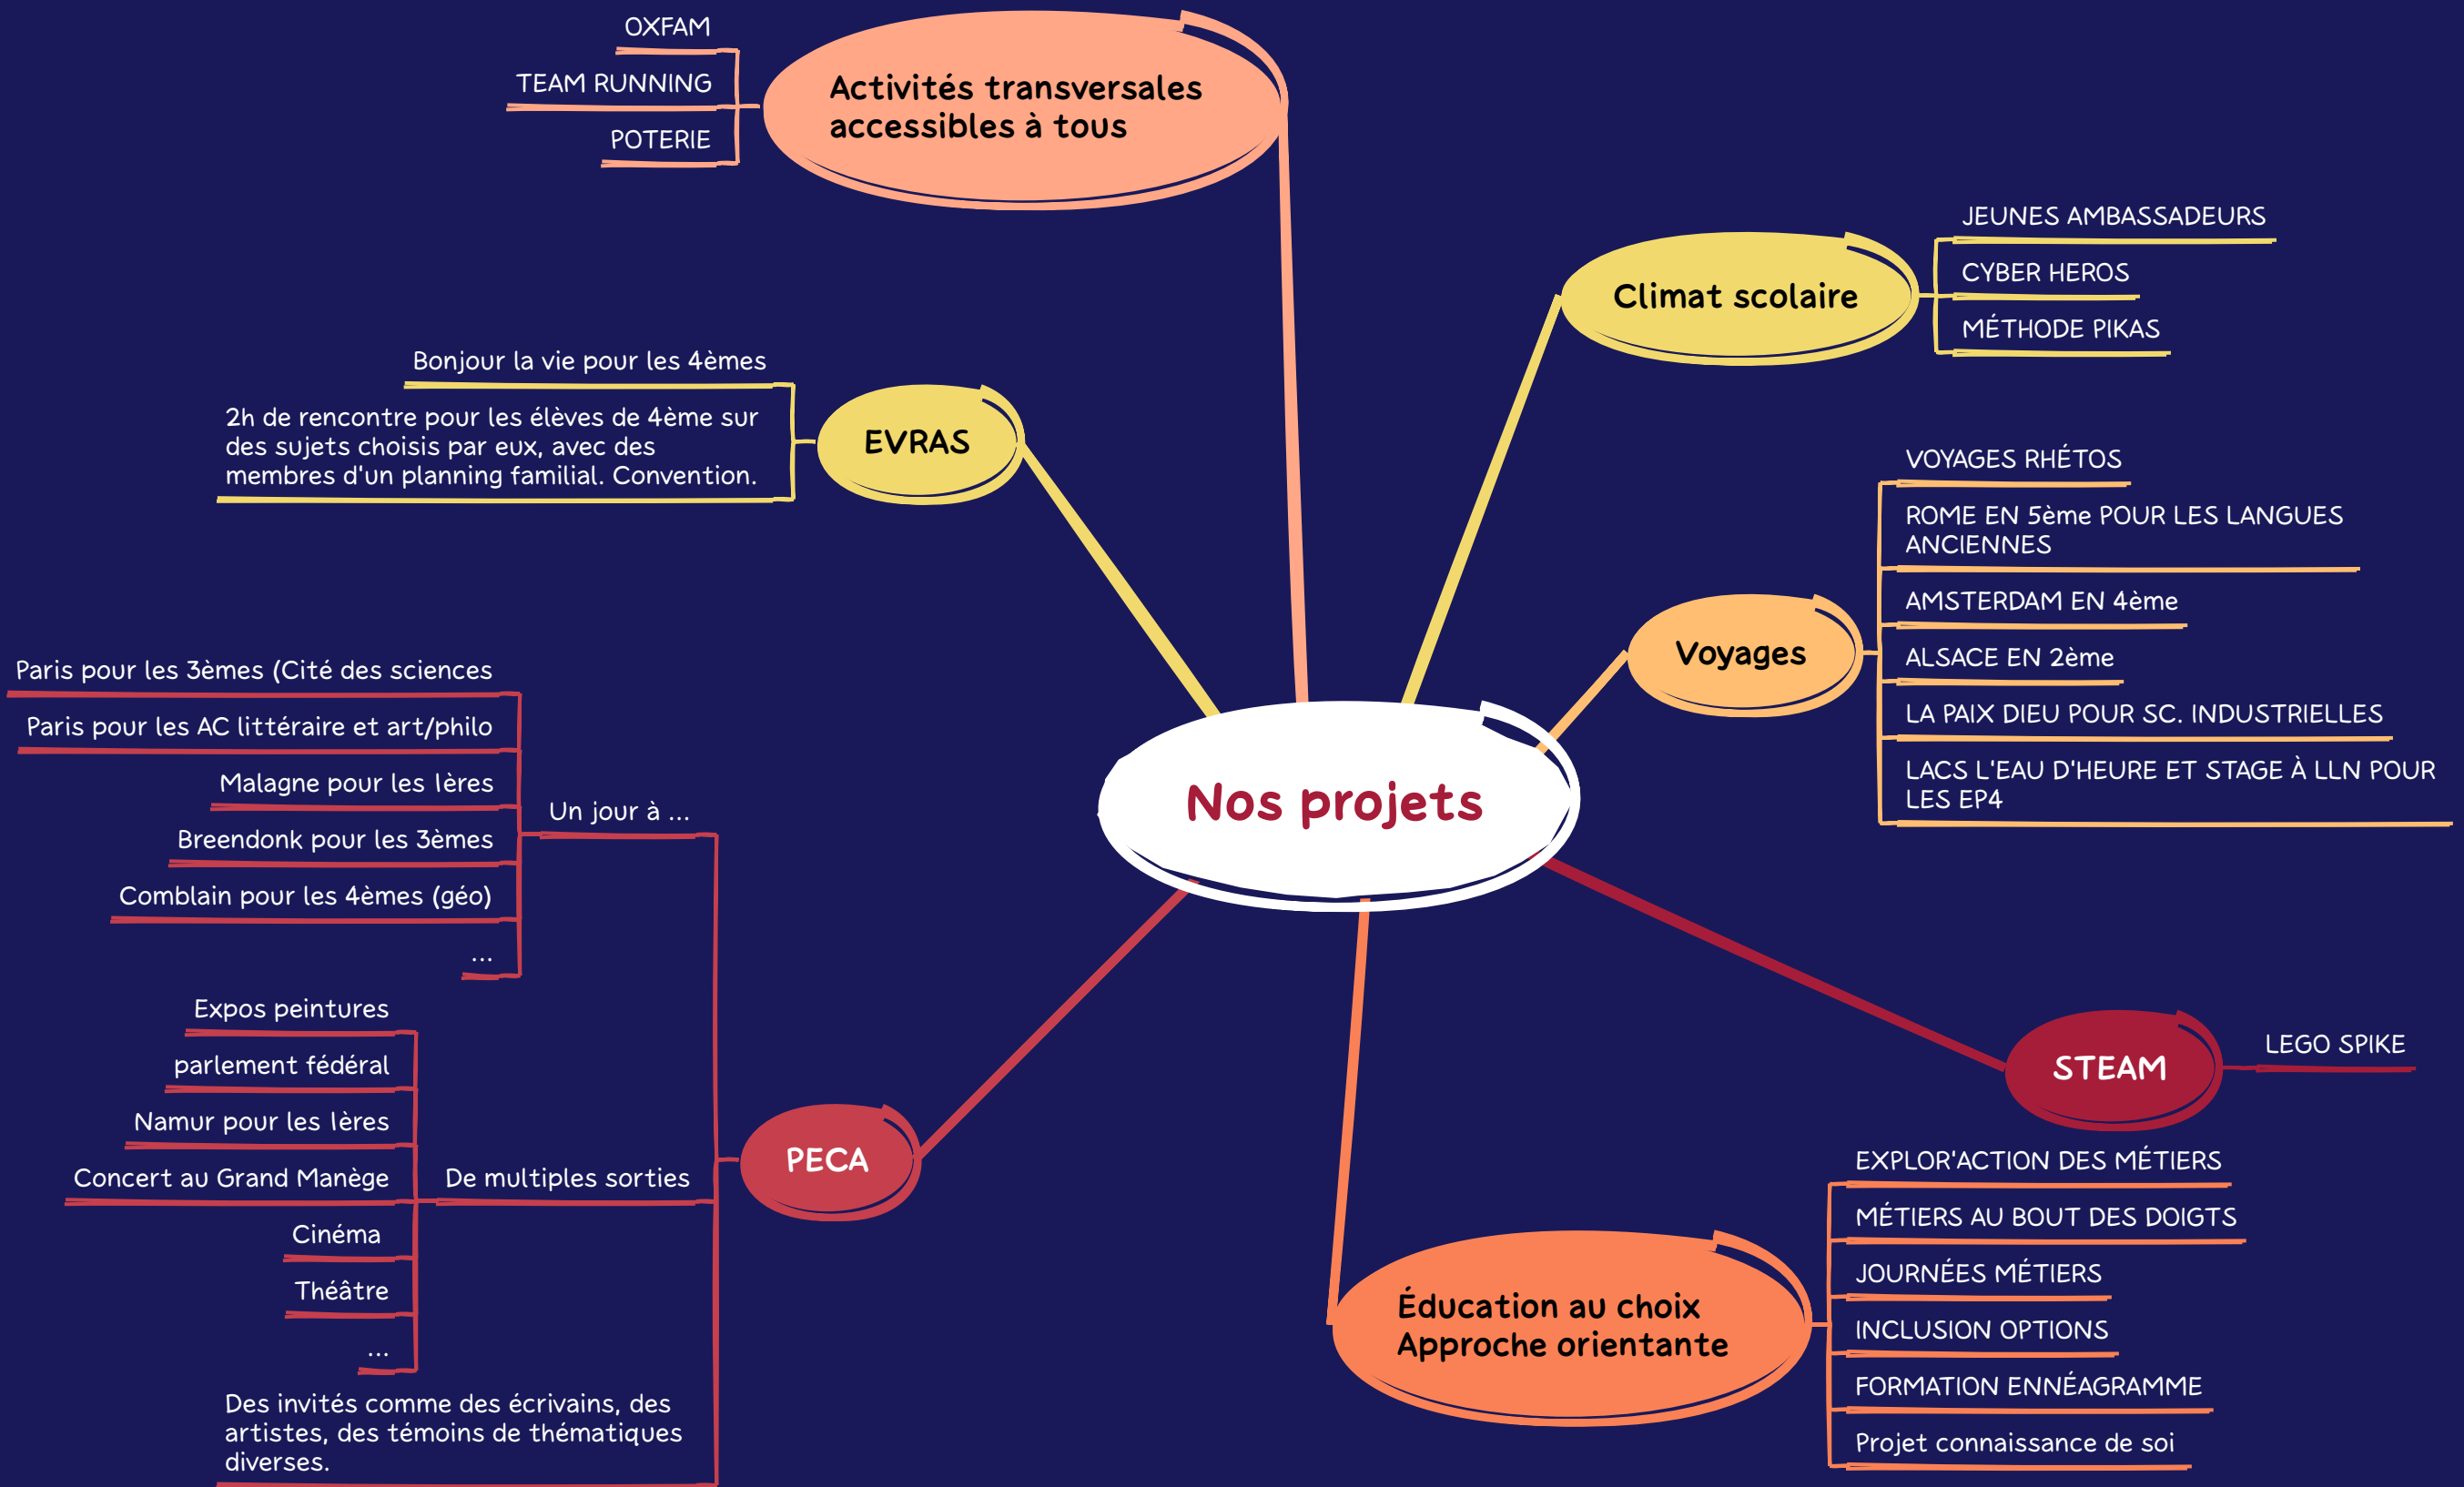 Nos projets
Activités transversales
accessibles à tous
OXFAM
TEAM RUNNING
POTERIE
Climat scolaire
JEUNES AMBASSADEURS
CYBER HEROS
MÉTHODE PIKAS
EVRAS
Bonjour la vie pour les 4èmes
2h de rencontre pour les élèves de 4ème sur
des sujets choisis par eux, avec des
membres d'un planning familial. Convention.
Voyages
VOYAGES RHÉTOS
ROME EN 5ème POUR LES LANGUES
ANCIENNES
AMSTERDAM EN 4ème
ALSACE EN 2ème
LA PAIX DIEU POUR SC. INDUSTRIELLES
LACS L'EAU D'HEURE ET STAGE À LLN POUR
LES EP4
STEAM
LEGO SPIKE
Éducation au choix
Approche orientante
EXPLOR'ACTION DES MÉTIERS
MÉTIERS AU BOUT DES DOIGTS
JOURNÉES MÉTIERS
INCLUSION OPTIONS
FORMATION ENNÉAGRAMME
Projet connaissance de soi
PECA
Un jour à ...
Paris pour les 3èmes (Cité des sciences
Paris pour les AC littéraire et art/philo
Malagne pour les 1ères
Breendonk pour les 3èmes
Comblain pour les 4èmes (géo)
...
De multiples sorties
Expos peintures
parlement fédéral
Namur pour les 1ères
Concert au Grand Manège
Cinéma
Théâtre
...
Des invités comme des écrivains, des
artistes, des témoins de thématiques
diverses.